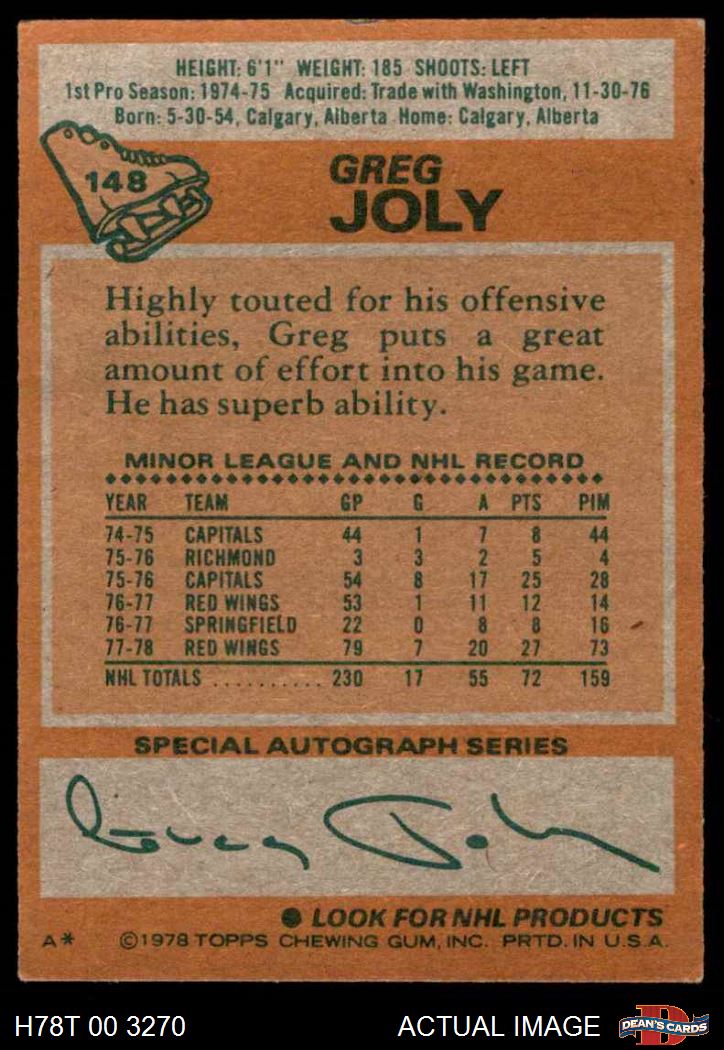 HEIGHT: 6'1" WEIGHT: 185 SHOOTS: LEFT
1st Pro Season: 1974-75 Acquired: Trade with Washington, 11-30-76
Born: 5-30-54, Calgary, Alberta Home: Calgary, Alberta
148
GREG
JOLY
Highly touted for his offensive
abilities, Greg puts a great
amount of effort into his game.
He has superb ability.
MINOR LEAGUE AND NHL RECORD
YEAR TEAM GP G A PTS PIM
74-75 CAPITALS 44 1 7 8 44
75-76 RICHMOND 3 3 2 5 4
75-76 CAPITALS 54 8 17 25 28
76-77 RED WINGS 53 1 11 12 14
76-77 SPRINGFIELD 22 0 8 8 16
77-78 RED WINGS 79 7 20 27 73
NHL TOTALS .......... 230 17 55 72 159
SPECIAL AUTOGRAPH SERIES
Greg Joly
● LOOK FOR NHL PRODUCTS
A* ©1978 TOPPS CHEWING GUM, INC. PRTD. IN U.S.A.
H78T 00 3270 ACTUAL IMAGE D DEAN'S CARDS